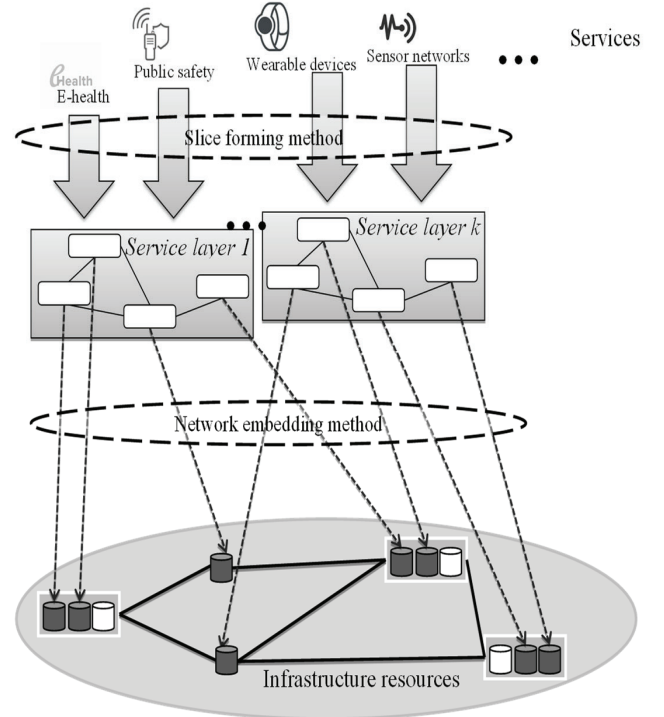 Services
eHealth
E-health
Public safety
Wearable devices
Sensor networks
Slice forming method
Service layer 1
Service layer k
Network embedding method
Infrastructure resources